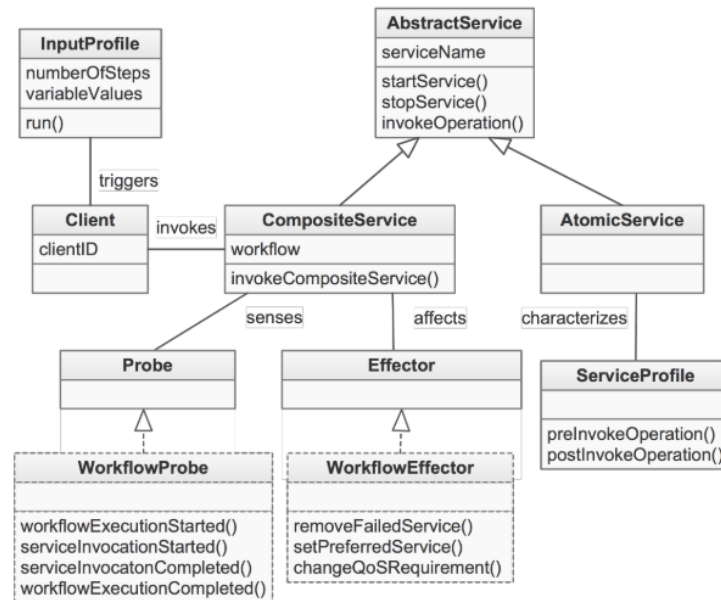 AbstractService
serviceName
startService()
stopService()
invokeOperation()
InputProfile
numberOfSteps
variableValues
run()
triggers
Client
clientID
invokes
CompositeService
workflow
invokeCompositeService()
AtomicService
senses
affects
characterizes
Probe
Effector
ServiceProfile
preInvokeOperation()
postInvokeOperation()
WorkflowProbe
workflowExecutionStarted()
serviceInvocationStarted()
serviceInvocatonCompleted()
workflowExecutionCompleted()
WorkflowEffector
removeFailedService()
setPreferredService()
changeQoSRequirement()